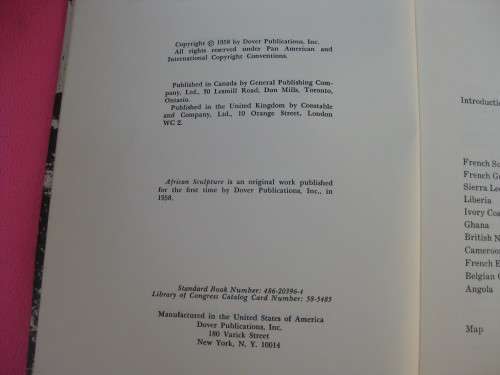 Copyright © 1958 by Dover Publications, Inc.
All rights reserved under Pan American and
International Copyright Conventions.
Published in Canada by General Publishing Com-
pany, Ltd., 30 Lesmill Road, Don Mills, Toronto,
Ontario.
Published in the United Kingdom by Constable
and Company, Ltd., 10 Orange Street, London
WC 2.
African Sculpture is an original work published
for the first time by Dover Publications, Inc., in
1958.
Standard Book Number: 486-20396-4
Library of Congress Catalog Card Number: 58-5485
Manufactured in the United States of America
Dover Publications, Inc.
180 Varick Street
New York, N. Y. 10014
Introductio
French Su
French Gu
Sierra Leo
Liberia
Ivory Coa
Ghana
British N
Cameroo
French E
Belgian C
Angola
Map